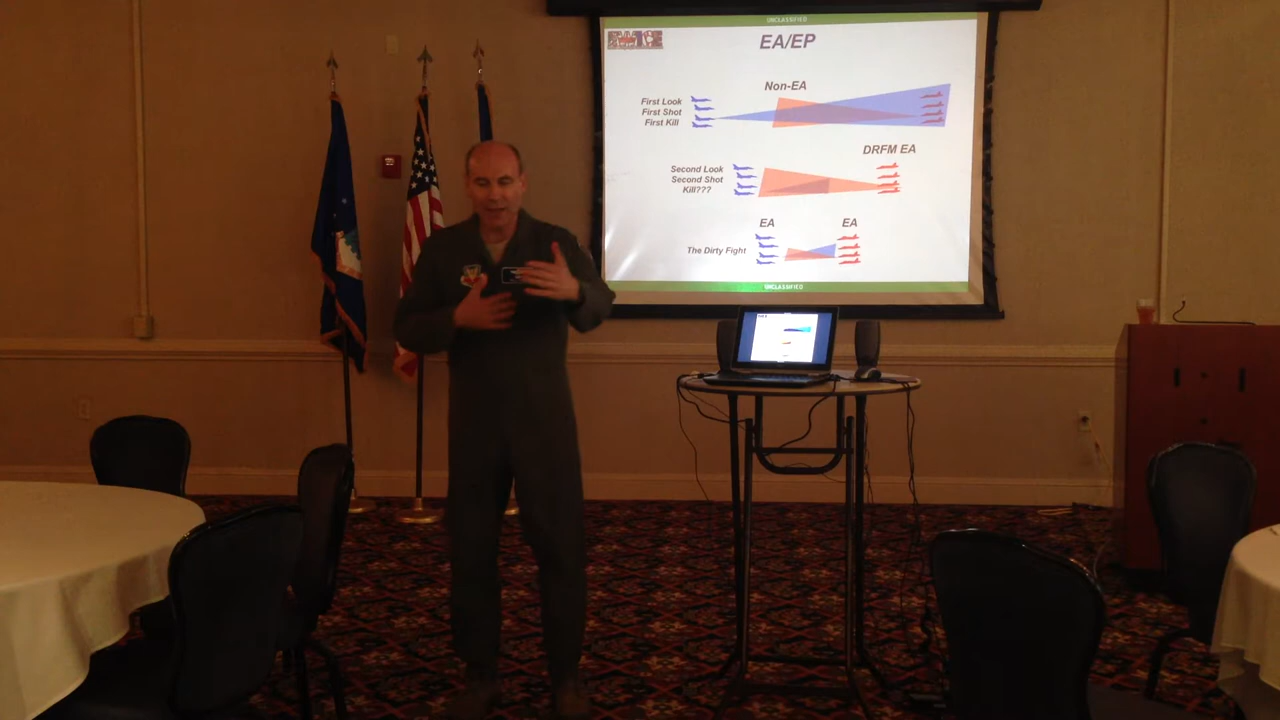 UNCLASSIFIED
EA/EP
Non-EA
First Look
First Shot
First Kill
DRFM EA
Second Look
Second Shot
Kill???
EA
EA
The Dirty Fight
UNCLASSIFIED